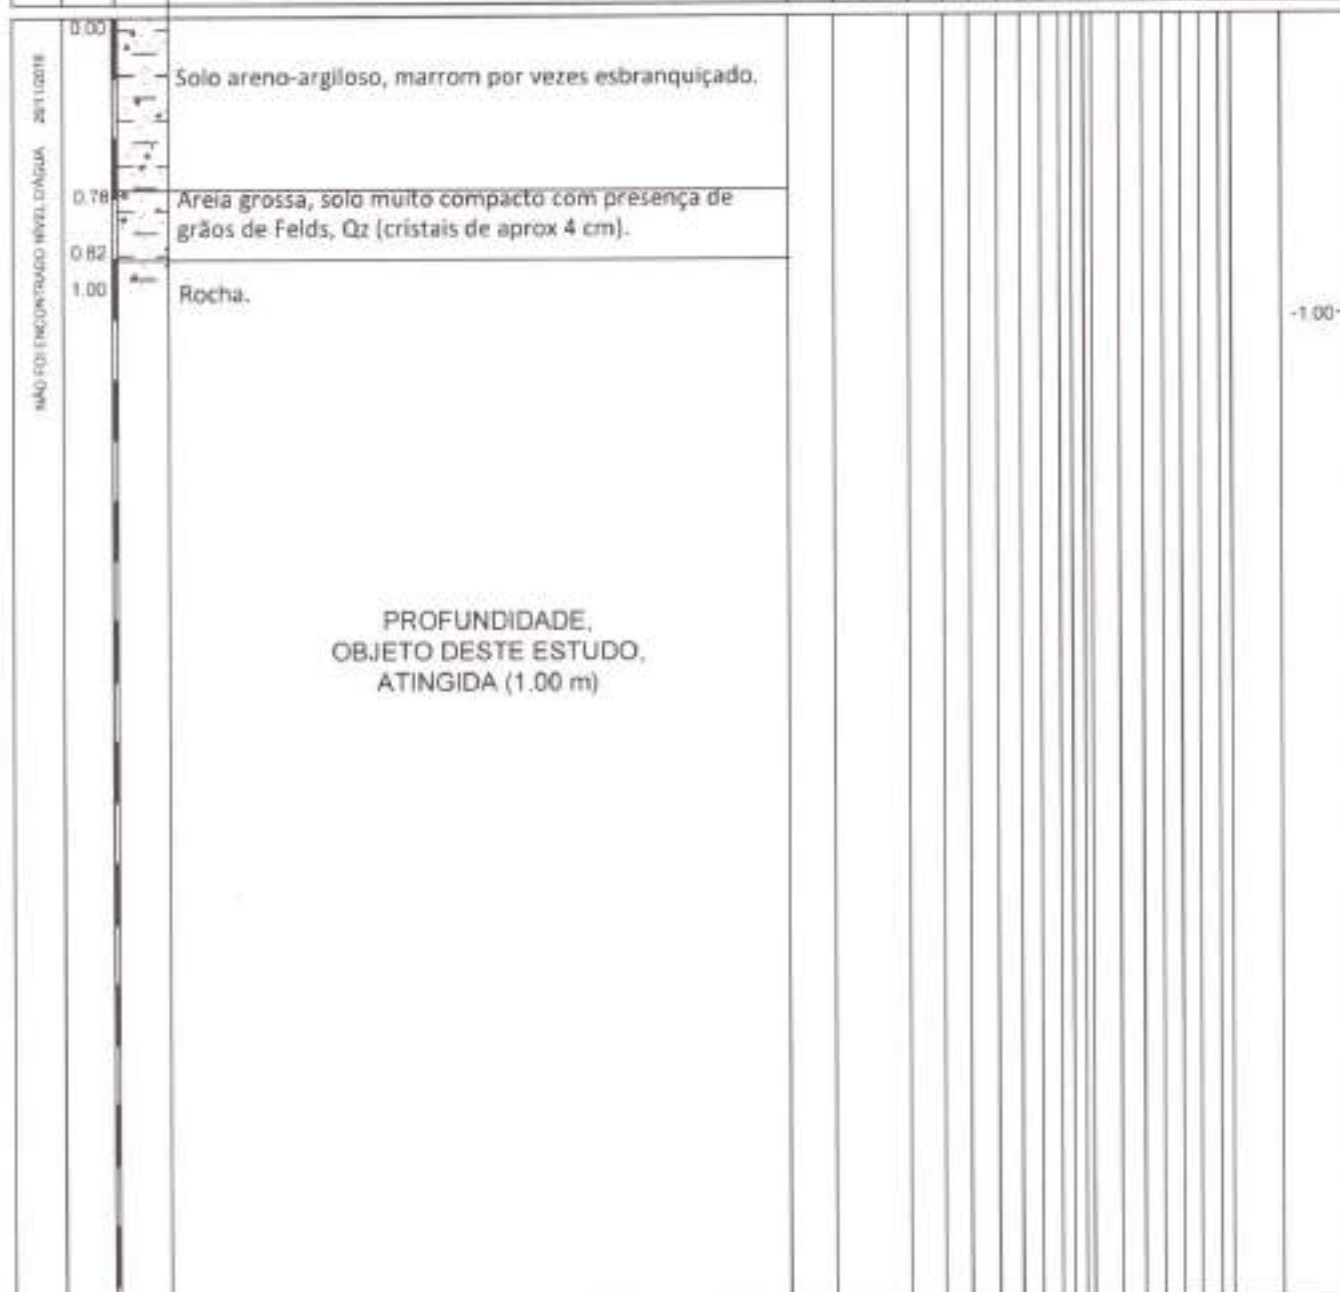 0.00
Solo areno-argiloso, marrom por vezes esbranquiçado.
0.78
Areia grossa, solo muito compacto com presença de
grãos de Felds, Qz (cristais de aprox 4 cm).
0.82
1.00
Rocha.
-1.00
NÃO FOI ENCONTRADO NÍVEL D'ÁGUA
PROFUNDIDADE,
OBJETO DESTE ESTUDO,
ATINGIDA (1.00 m)